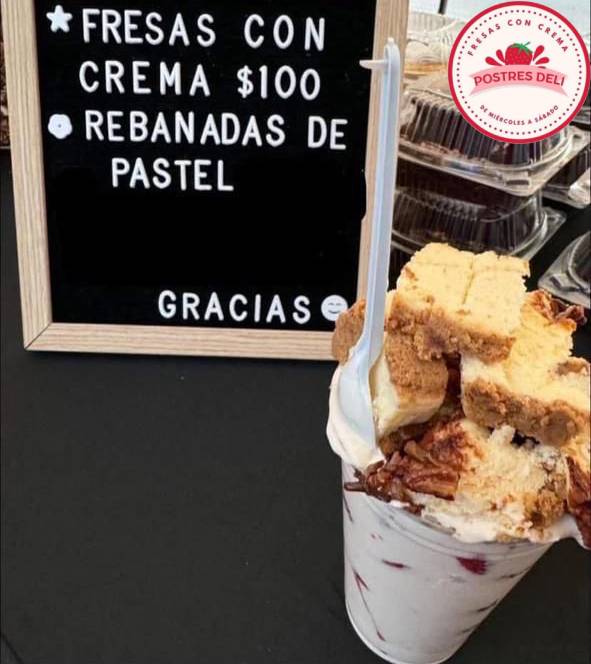 FRESAS CON
CREMA $100
REBANADAS DE
PASTEL
GRACIAS
FRESAS CON CREMA
POSTRES DELI
DE MIÉRCOLES A SÁBADO